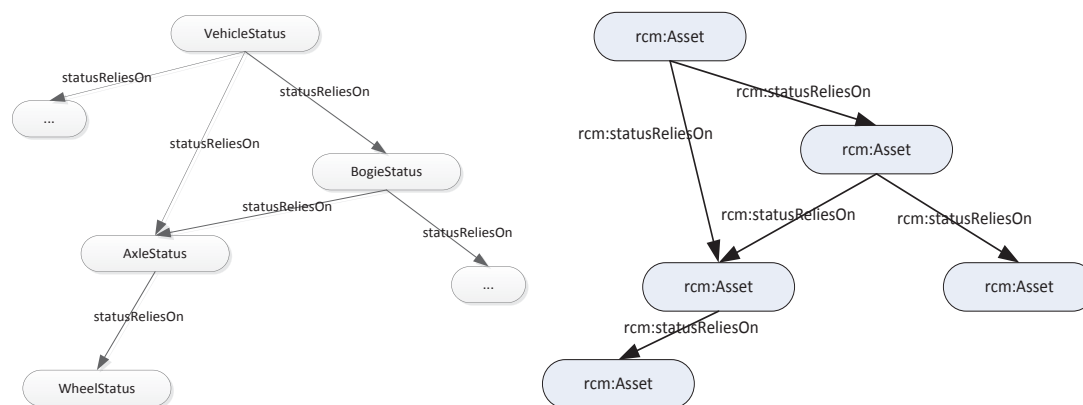 VehicleStatus
statusReliesOn
...
statusReliesOn
statusReliesOn
BogieStatus
statusReliesOn
statusReliesOn
AxleStatus
...
statusReliesOn
WheelStatus
rcm:Asset
rcm:statusReliesOn
rcm:statusReliesOn
rcm:Asset
rcm:statusReliesOn
rcm:statusReliesOn
rcm:Asset
rcm:Asset
rcm:statusReliesOn
rcm:Asset